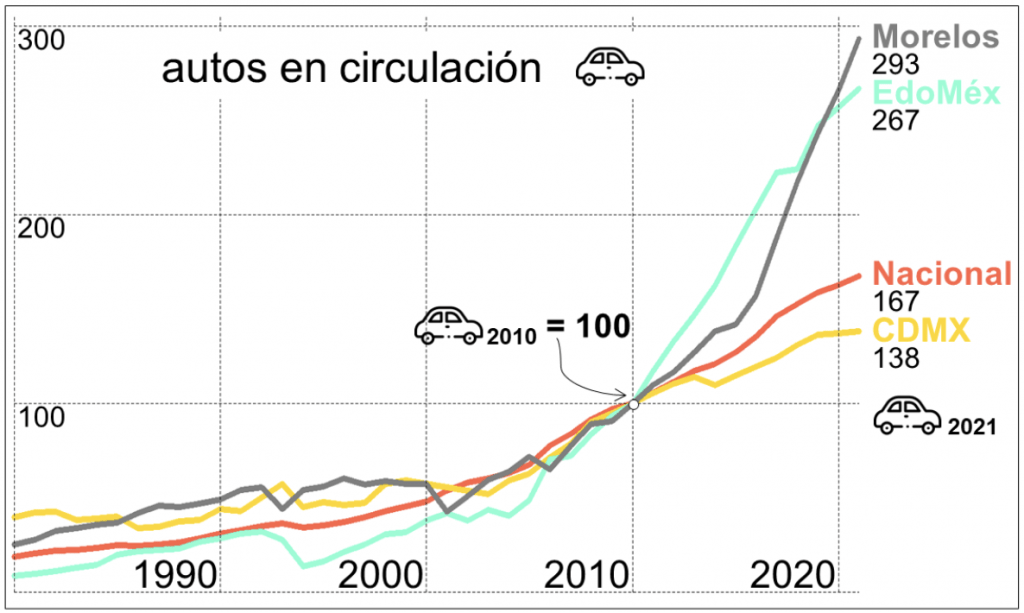 300
autos en circulación
Morelos
293
EdoMéx
267
200
Nacional
167
2010 = 100
CDMX
138
100
2021
1990
2000
2010
2020